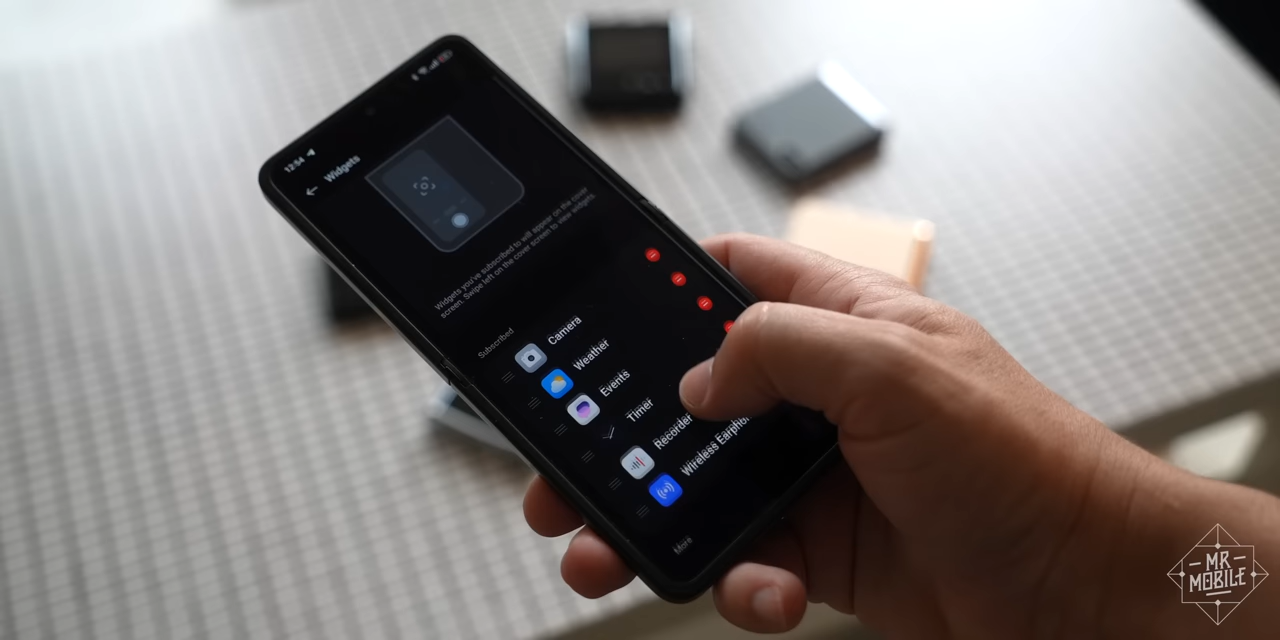 12:54
Widgets
Widgets you've subscribed to will appear on the cover
screen. Swipe left on the cover screen to view widgets
Subscribed
Camera
Weather
Events
Timer
Recorder
Wireless
More
MR
MOBILE